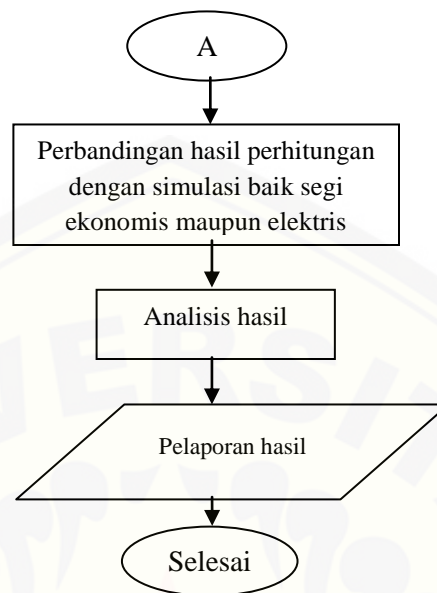 A
Perbandingan hasil perhitungan
dengan simulasi baik segi
ekonomis maupun elektris
Analisis hasil
Pelaporan hasil
Selesai